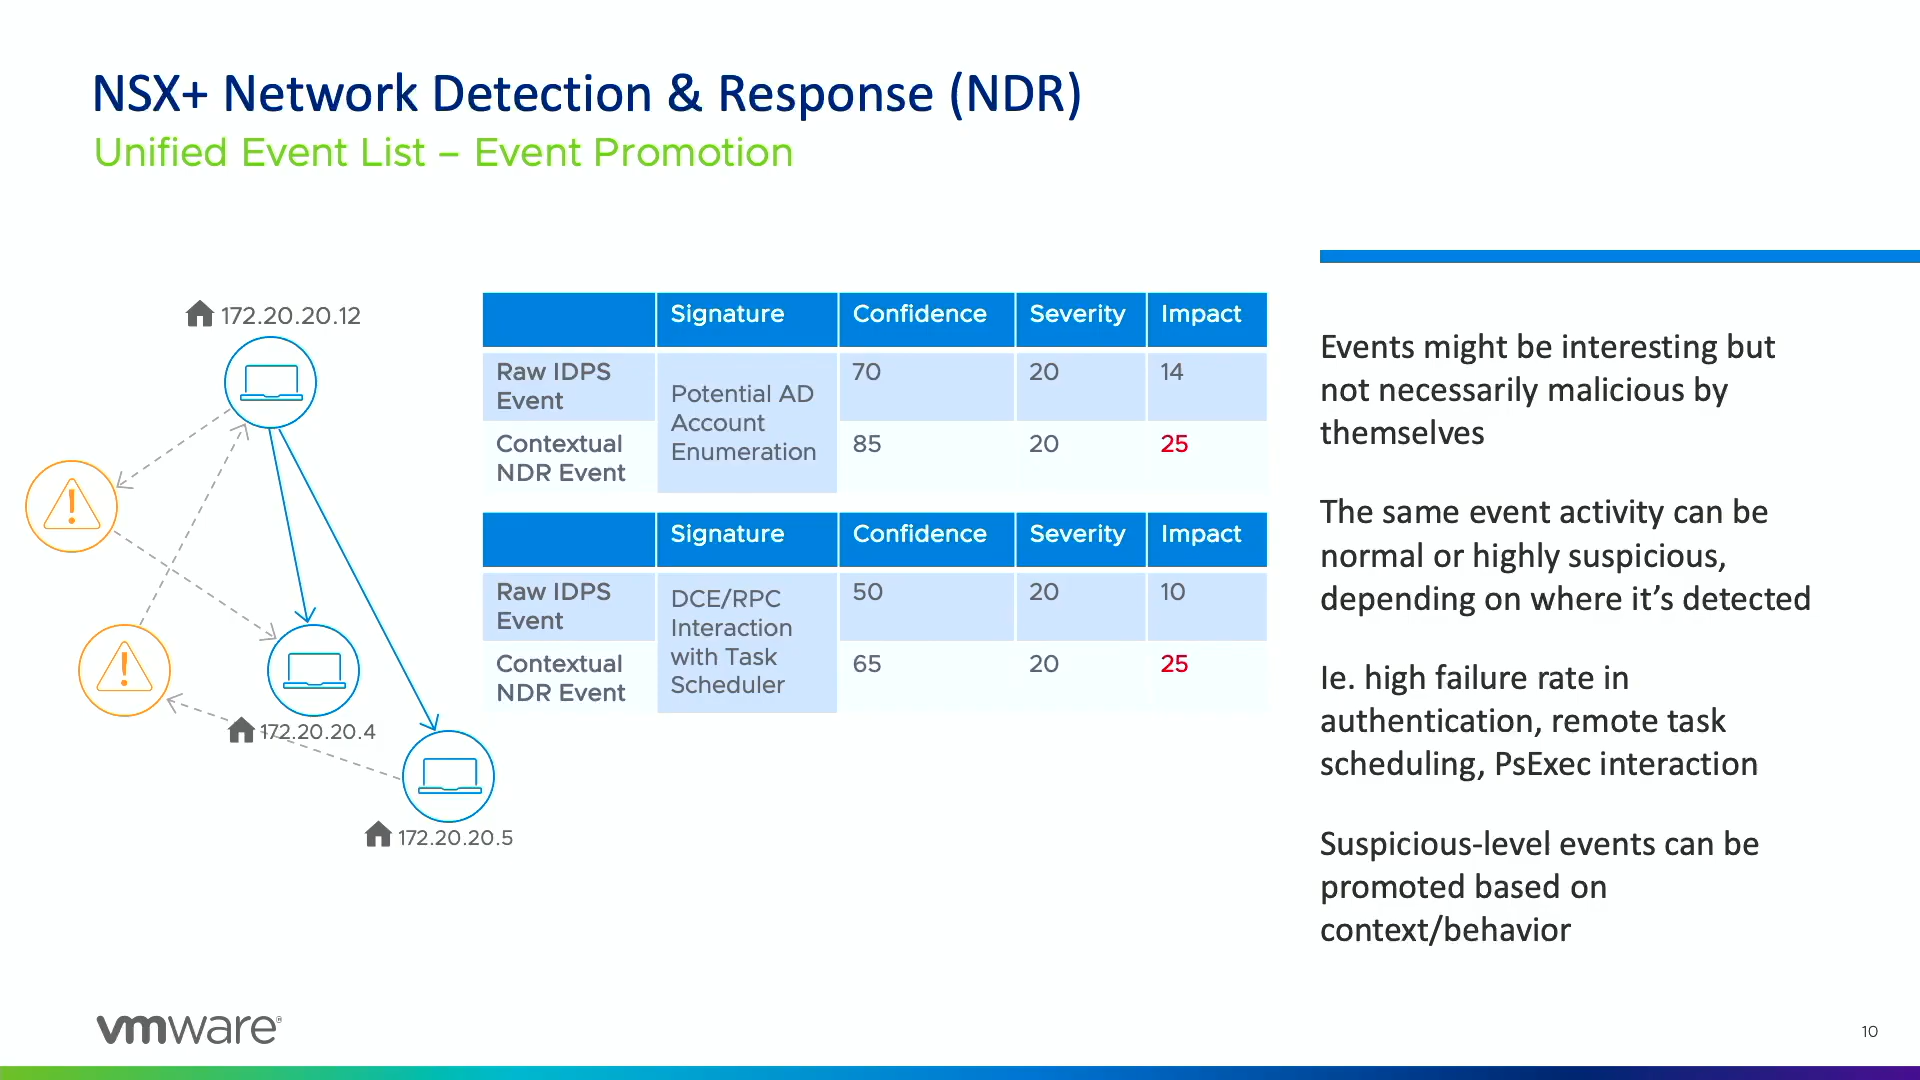 NSX+ Network Detection & Response (NDR)
Unified Event List – Event Promotion
172.20.20.12
172.20.20.4
172.20.20.5
Signature Confidence Severity Impact
Raw IDPS
Event
Potential AD
Account
Enumeration
70 20 14
Contextual
NDR Event
85 20 25
Signature Confidence Severity Impact
Raw IDPS
Event
DCE/RPC
Interaction
with Task
Scheduler
50 20 10
Contextual
NDR Event
65 20 25
Events might be interesting but
not necessarily malicious by
themselves
The same event activity can be
normal or highly suspicious,
depending on where it’s detected
Ie. high failure rate in
authentication, remote task
scheduling, PsExec interaction
Suspicious-level events can be
promoted based on
context/behavior
vmware®
10